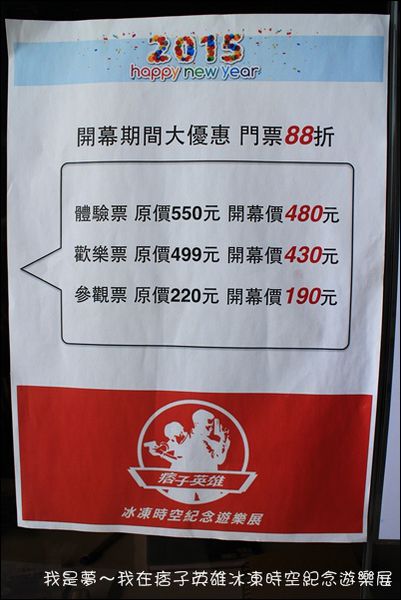 2015
happy new year
開幕期間大優惠 門票88折
體驗票 原價550元 開幕價480元
歡樂票 原價499元 開幕價430元
參觀票 原價220元 開幕價190元
痞子英雄
冰凍時空紀念遊樂展
我是夢～我在痞子英雄冰凍時空紀念遊樂展